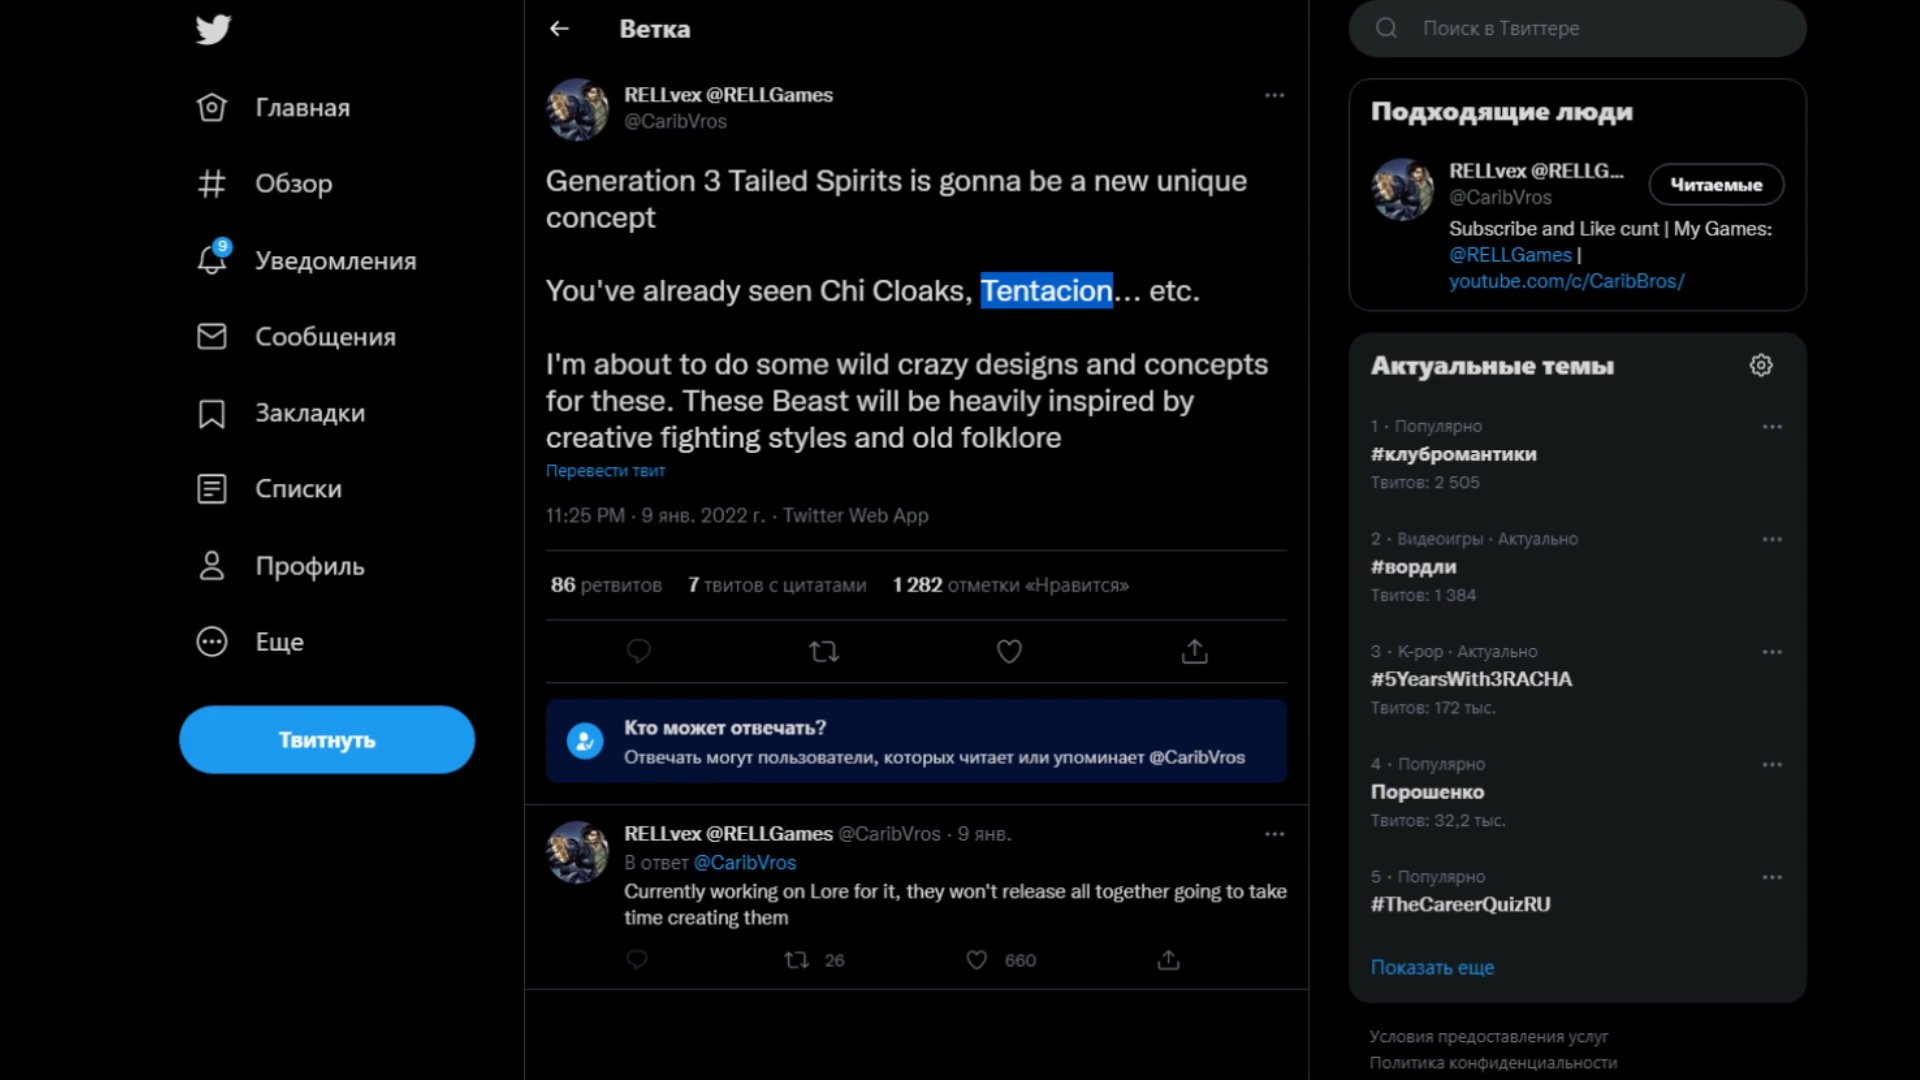 Главная
Обзор
9
Уведомления
Сообщения
Закладки
Списки
Профиль
Еще
Твитнуть
Ветка
RELLvex @RELLGames
@CaribVros
Generation 3 Tailed Spirits is gonna be a new unique
concept
You've already seen Chi Cloaks, Tentacion... etc.
I'm about to do some wild crazy designs and concepts
for these. These Beast will be heavily inspired by
creative fighting styles and old folklore
Перевести твит
11:25 PM · 9 янв. 2022 г. · Twitter Web App
86 ретвитов 7 твитов с цитатами 1 282 отметки «Нравится»
Кто может отвечать?
Отвечать могут пользователи, которых читает или упоминает @CaribVros
RELLvex @RELLGames @CaribVros · 9 янв.
В ответ @CaribVros
Currently working on Lore for it, they won't release all together going to take
time creating them
26 660
Поиск в Твиттере
Подходящие люди
RELLvex @RELLG...
@CaribVros
Читаемые
Subscribe and Like cunt | My Games:
@RELLGames |
youtube.com/c/CaribBros/
Актуальные темы
1 · Популярно
#клубромантики
Твитов: 2 505
2 · Видеоигры · Актуально
#вордли
Твитов: 1 384
3 · K-pop · Актуально
#5YearsWith3RACHA
Твитов: 172 тыс.
4 · Популярно
Порошенко
Твитов: 32,2 тыс.
5 · Популярно
#TheCareerQuizRU
Показать еще
Условия предоставления услуг
Политика конфиденциальности